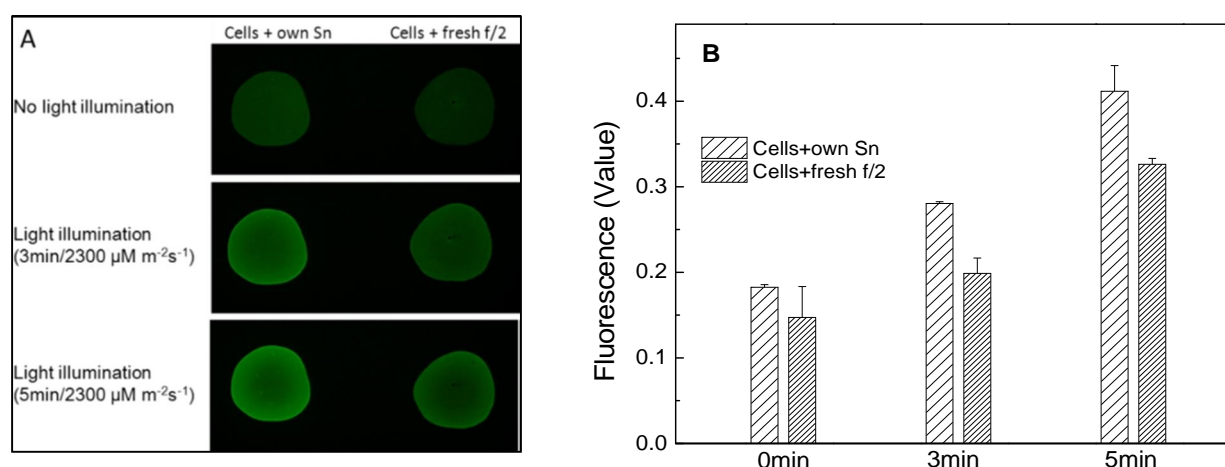 A
Cells + own Sn
Cells + fresh f/2
No light illumination
Light illumination
(3min/2300 µM m⁻²s⁻¹)
Light illumination
(5min/2300 µM m⁻²s⁻¹)
B
Fluorescence (Value)
0.4
0.3
0.2
0.1
0.0
Cells+own Sn
Cells+fresh f/2
0min
3min
5min